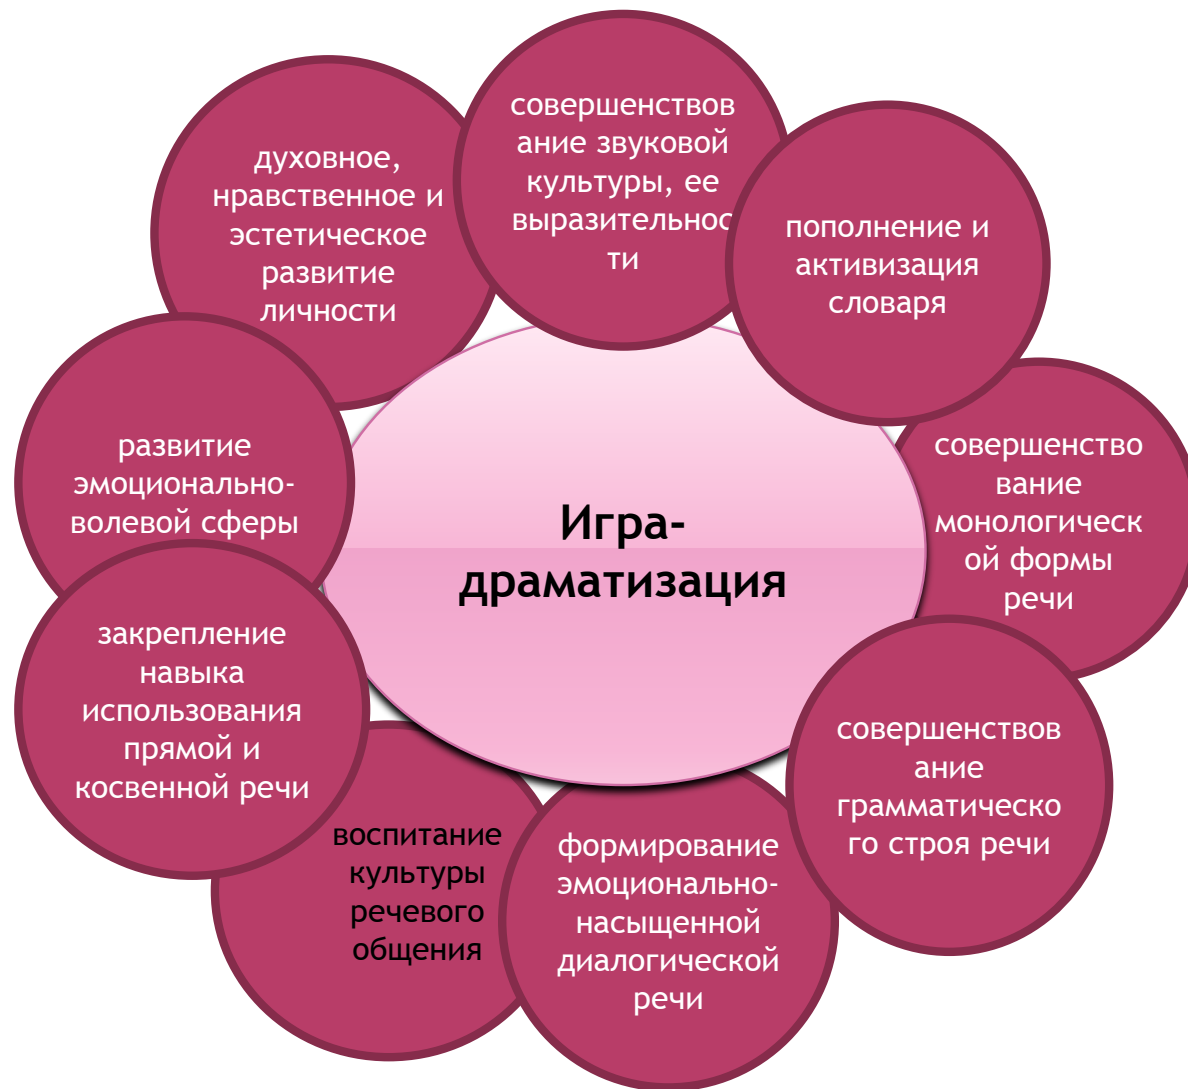 совершенствов
ание звуковой
культуры, ее
выразительнос
ти
пополнение и
активизация
словаря
совершенство
вание
монологическ
ой формы
речи
совершенствов
ание
грамматическо
го строя речи
формирование
эмоционально-
насыщенной
диалогической
речи
воспитание
культуры
речевого
общения
закрепление
навыка
использования
прямой и
косвенной речи
развитие
эмоционально-
волевой сферы
духовное,
нравственное и
эстетическое
развитие
личности
Игра-
драматизация